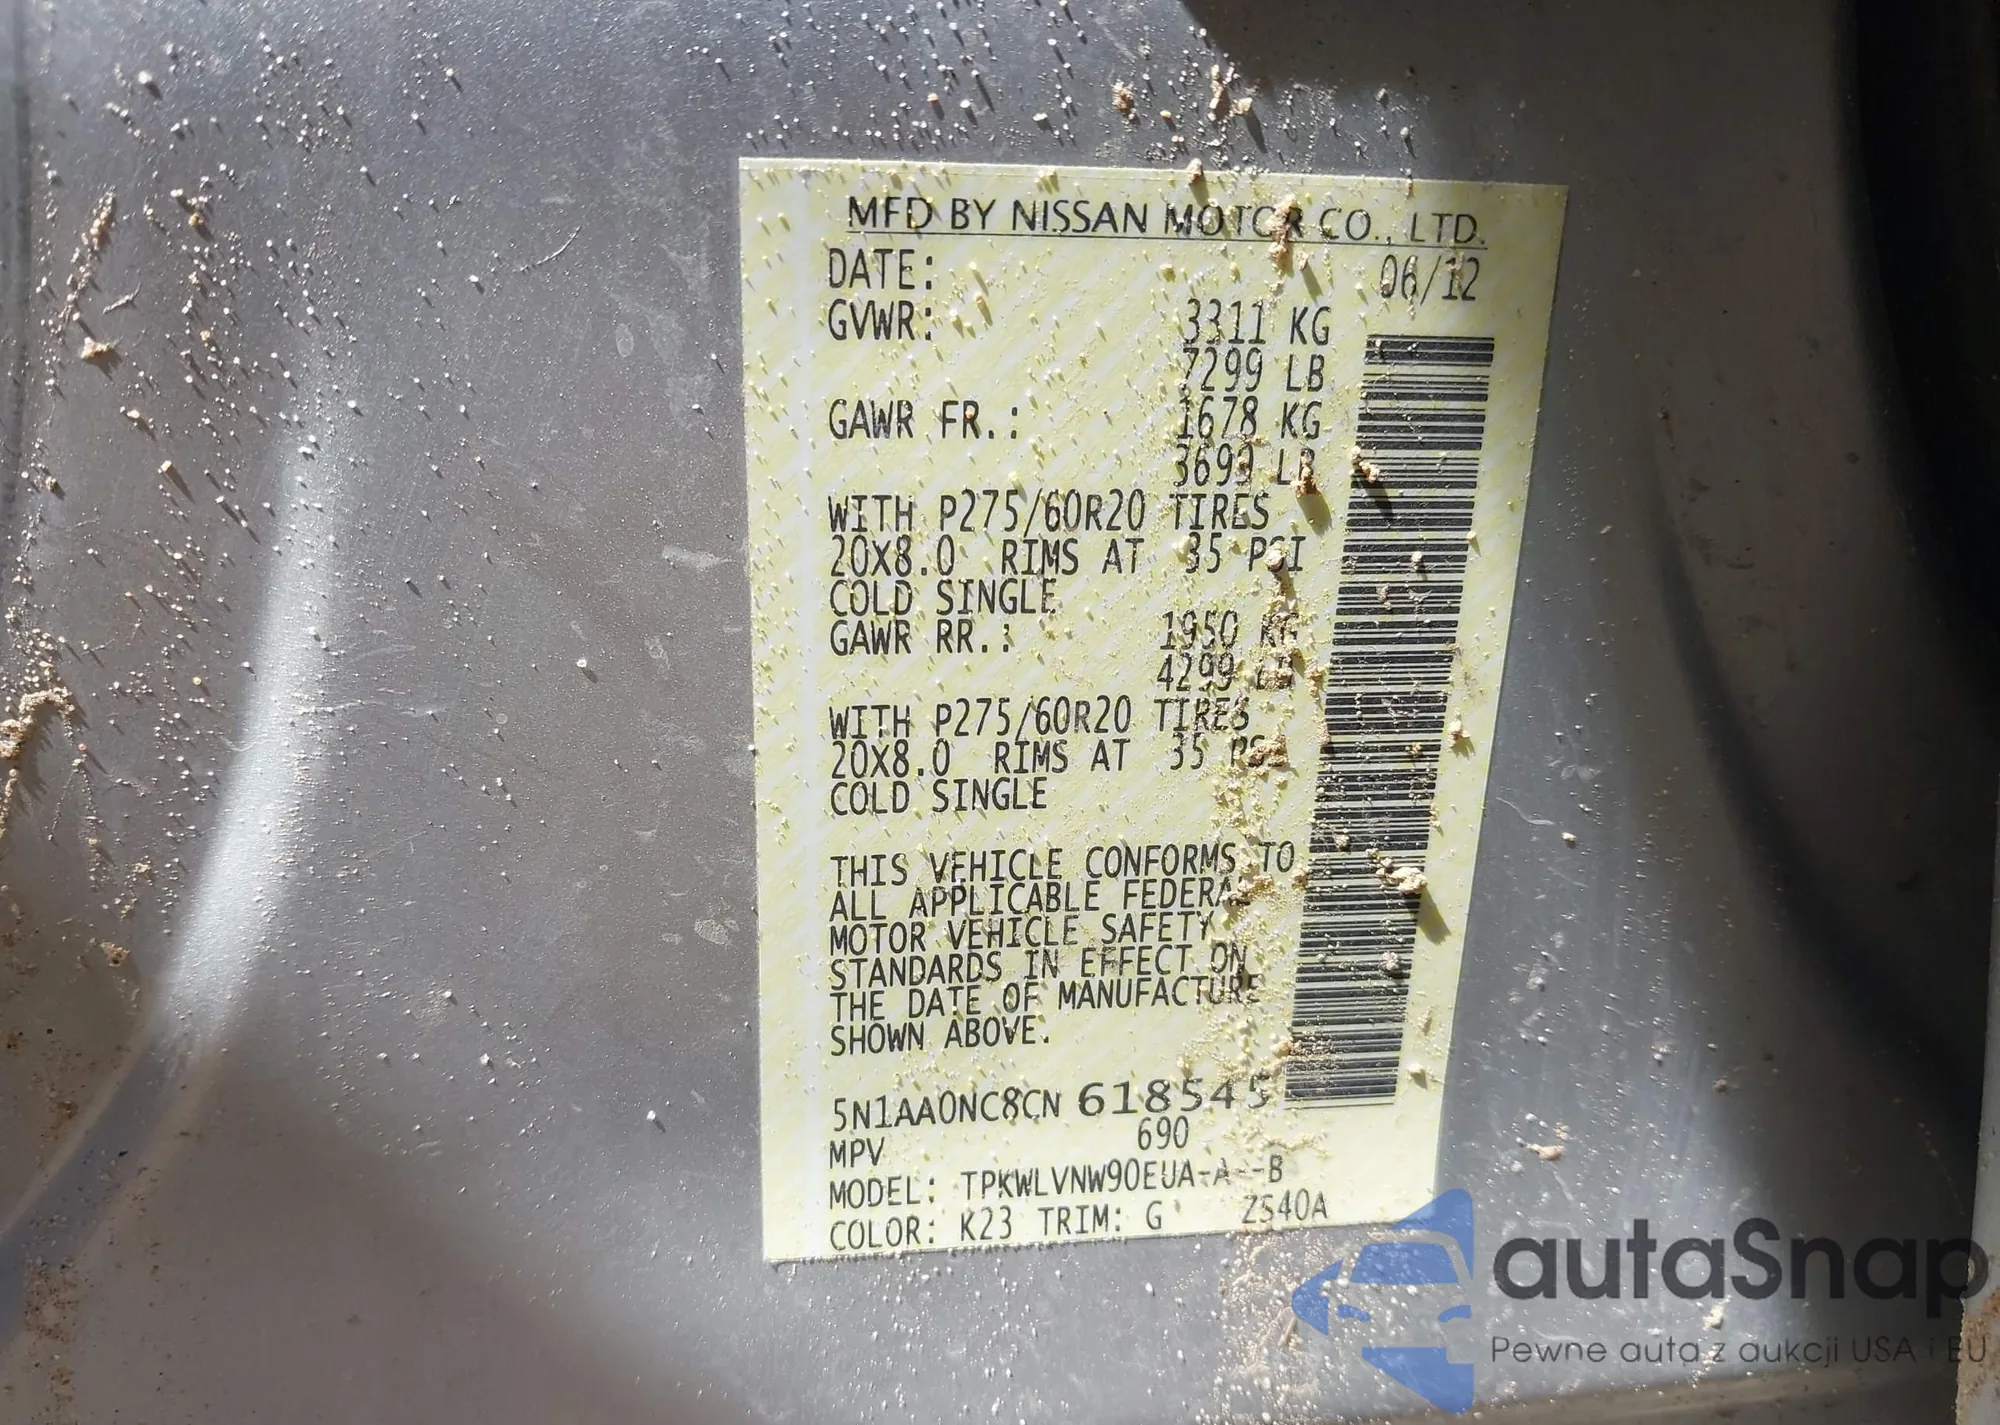 MFD BY NISSAN MOTOR CO., LTD.
DATE: 06/12
GVWR: 3311 KG
7299 LB
GAWR FR.: 1678 KG
3699 LB
WITH P275/60R20 TIRES
20X8.0 RIMS AT 35 PSI
COLD SINGLE
GAWR RR.: 1950 KG
4299 LB
WITH P275/60R20 TIRES
20X8.0 RIMS AT 35 PSI
COLD SINGLE
THIS VEHICLE CONFORMS TO
ALL APPLICABLE FEDERAL
MOTOR VEHICLE SAFETY
STANDARDS IN EFFECT ON
THE DATE OF MANUFACTURE
SHOWN ABOVE.
5N1AA0NC8CN 618545
MPV 690
MODEL: TPKWLVNW90EUA-A--B
COLOR: K23 TRIM: G ZS40A
autaSnap
Pewne auta z aukcji USA i EU